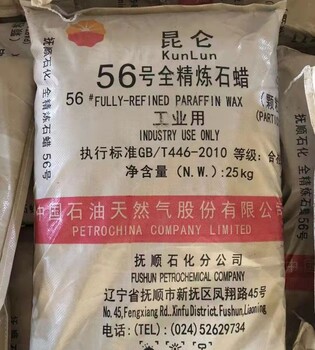 昆仑
KunLun
56号全精炼石蜡
56 #FULLY-REFINED PARAFFIN WAX
工业用
INDUSTRY USE ONLY
执行标准GB/T446-2010 等级:
净含量(N.W.):25kg
中国石油天然气股份有限公司
PETROCHINA COMPANY LIMITED
抚顺石化分公司
FUSHUN PETROCHEMICAL COMPANY
辽宁省抚顺市新抚区凤翔路45号
No.45,Fengxiang Rd.,Xinfu District,Fushun,Liaoning
电话:(TEL):(024)52629734
抚顺石化 全精炼石蜡 56号